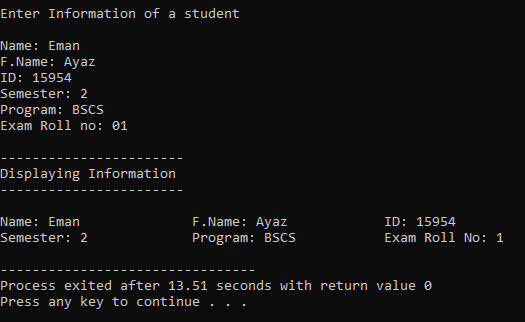 Enter Information of a student
Name: Eman
F.Name: Ayaz
ID: 15954
Semester: 2
Program: BSCS
Exam Roll no: 01
-----------------------
Displaying Information
-----------------------
Name: Eman F.Name: Ayaz ID: 15954
Semester: 2 Program: BSCS Exam Roll No: 1
--------------------------------
Process exited after 13.51 seconds with return value 0
Press any key to continue . . .